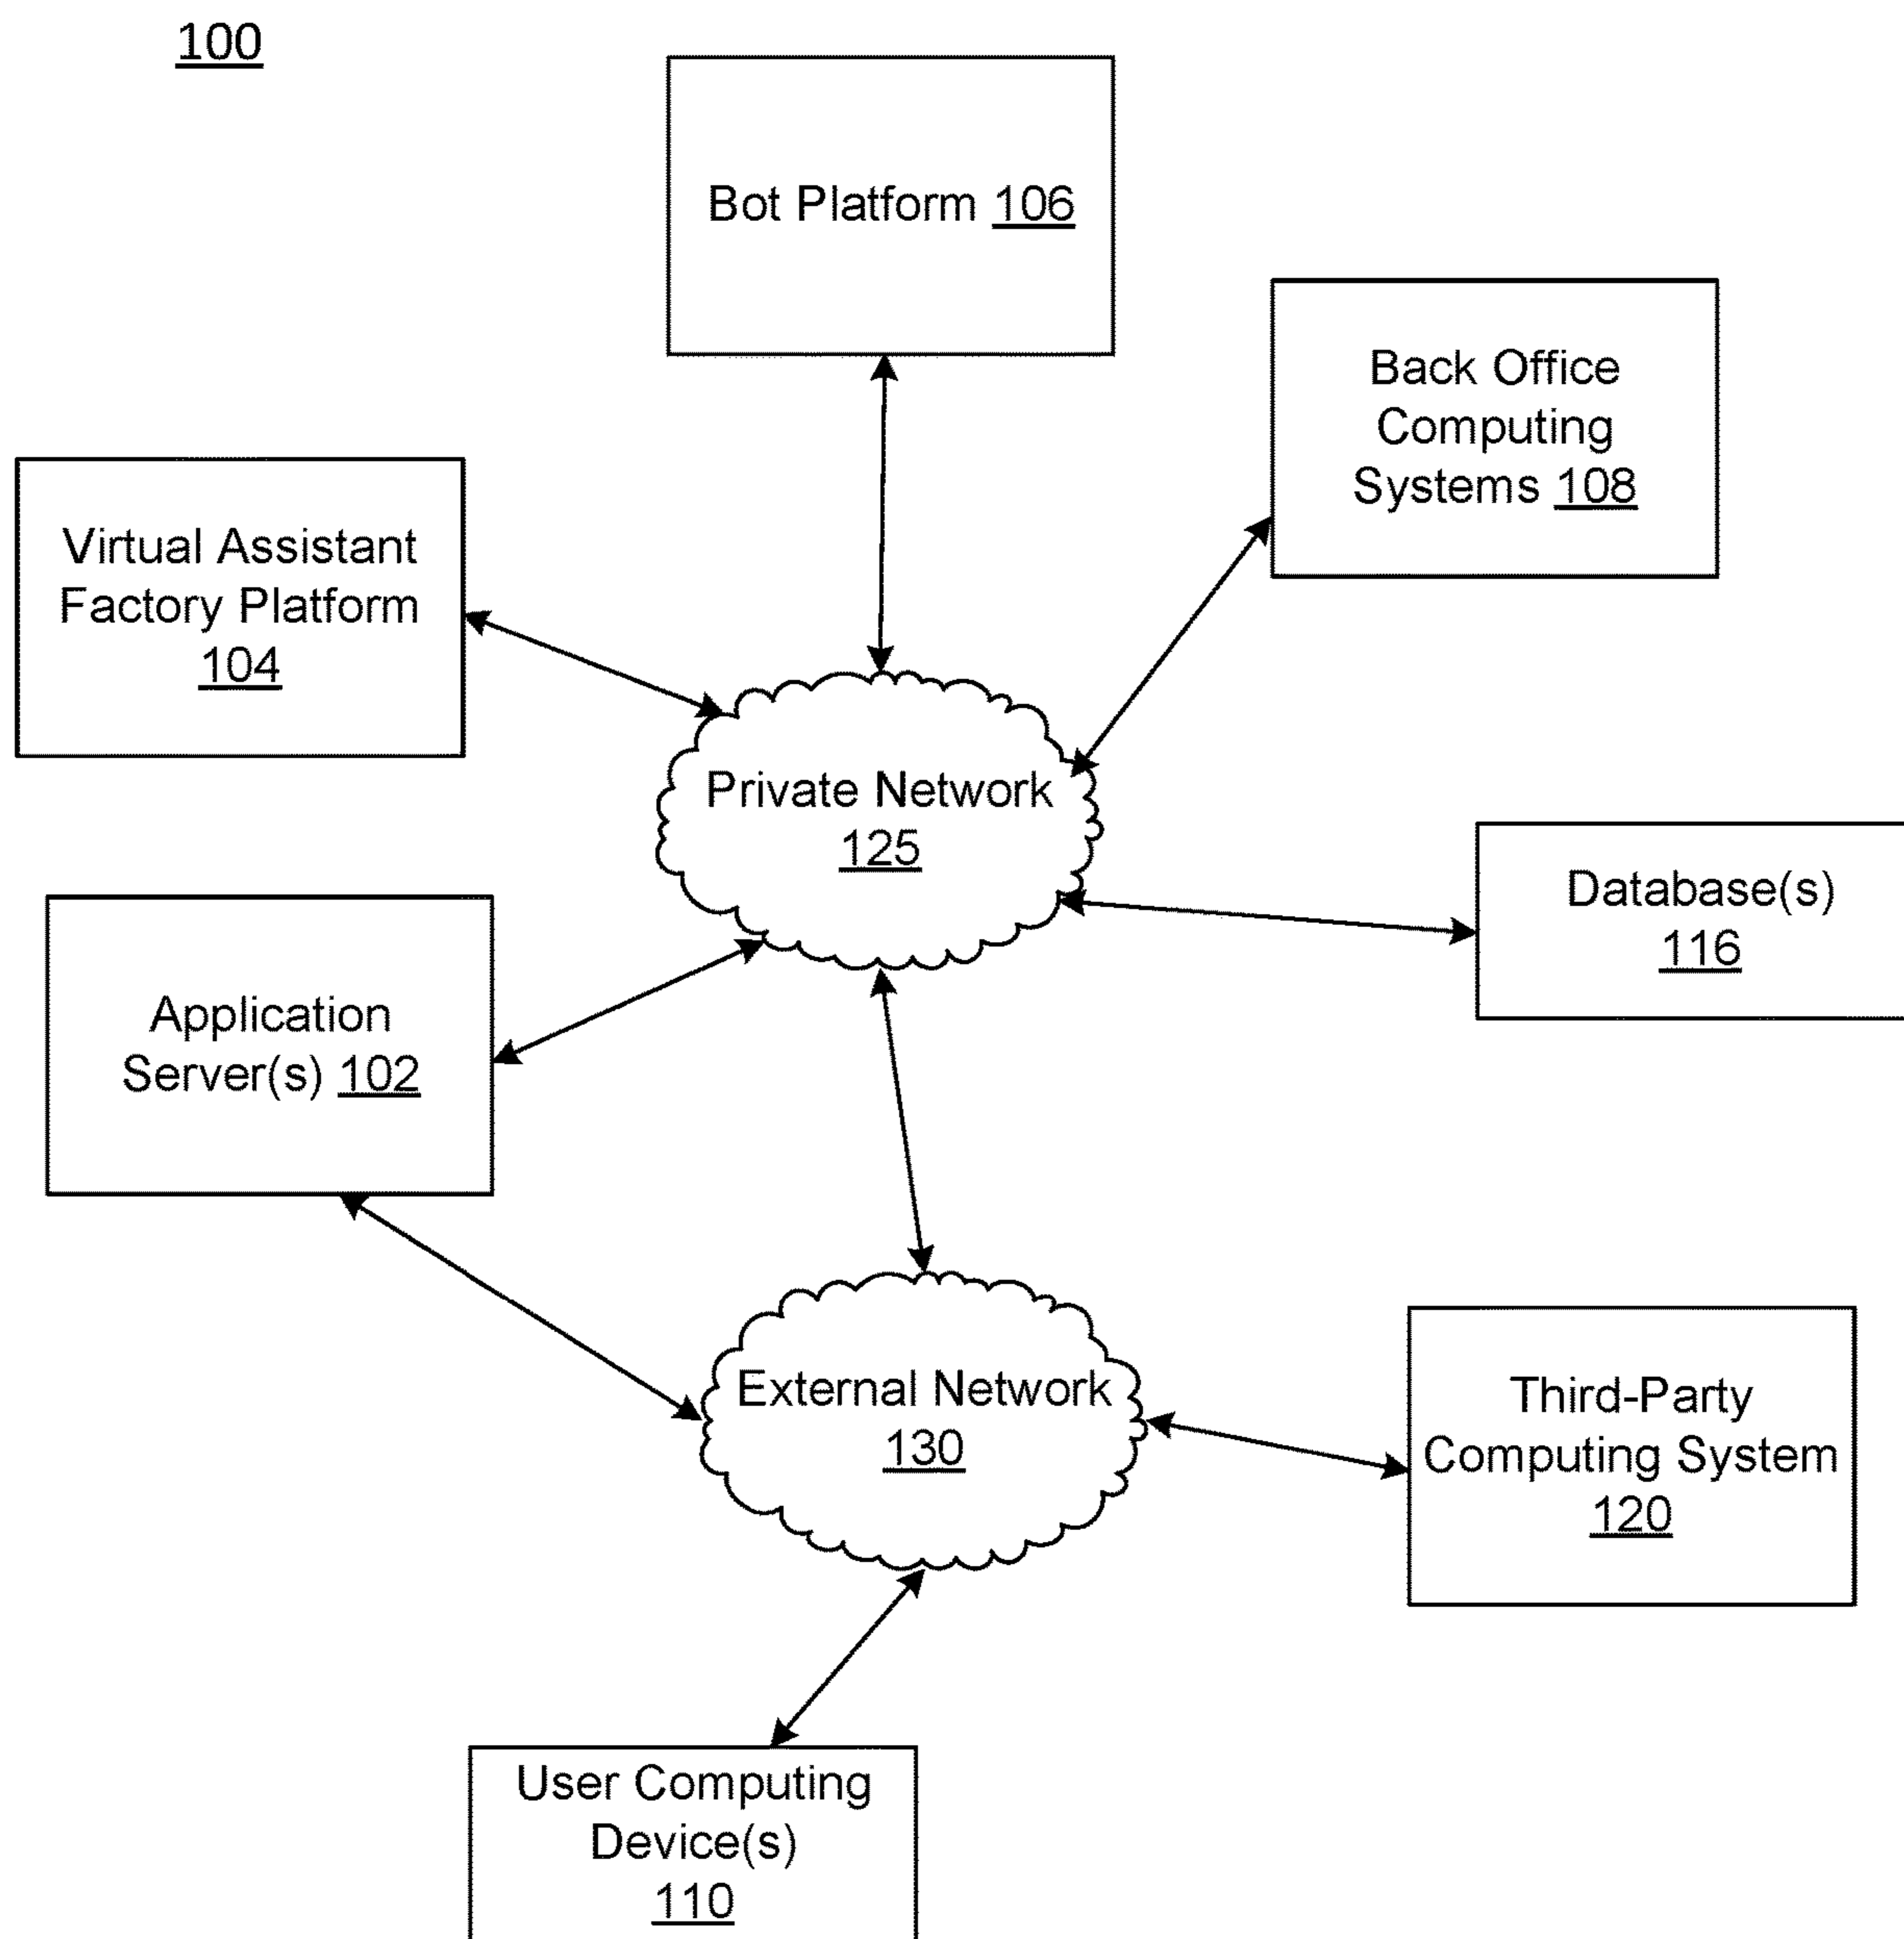 100
Bot Platform 106
Back Office
Computing
Systems 108
Virtual Assistant
Factory Platform
104
Private Network
125
Database(s)
116
Application
Server(s) 102
External Network
130
Third-Party
Computing System
120
User Computing
Device(s)
110